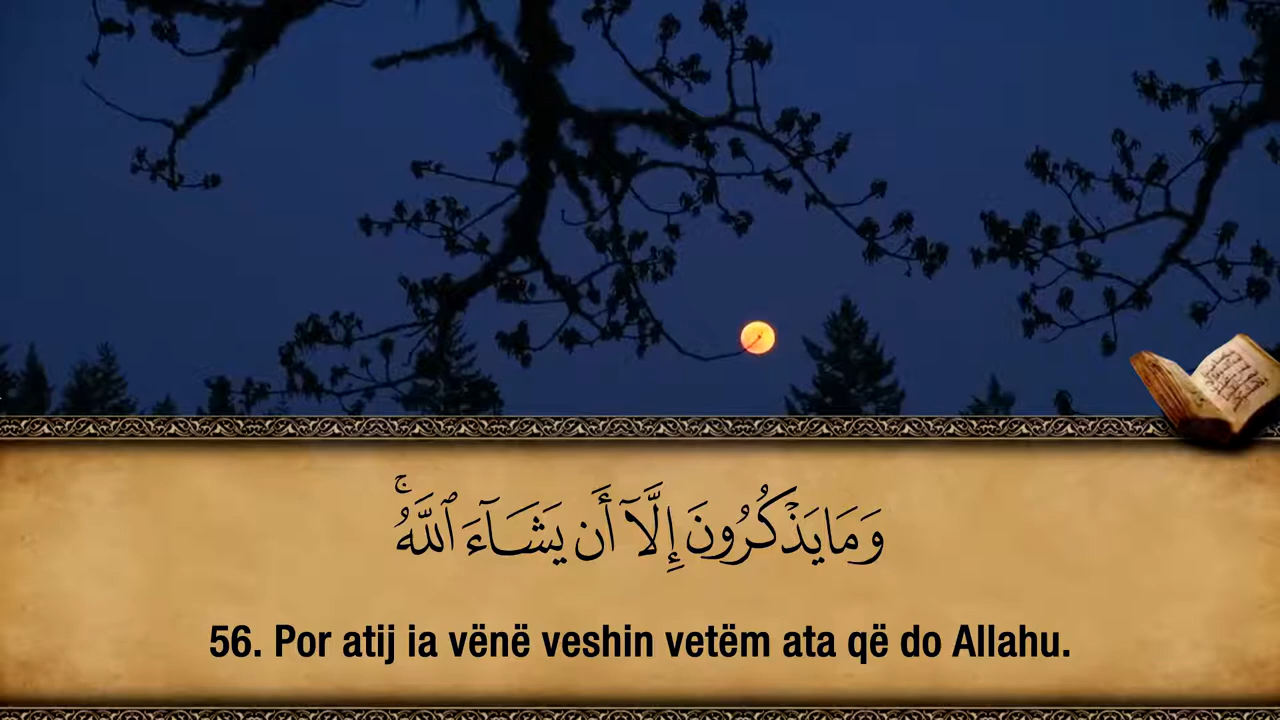 وَمَا يَذْكُرُونَ إِلَّآ أَن يَشَآءَ ٱللَّهُ ۚ
56. Por atij ia vënë veshin vetëm ata që do Allahu.